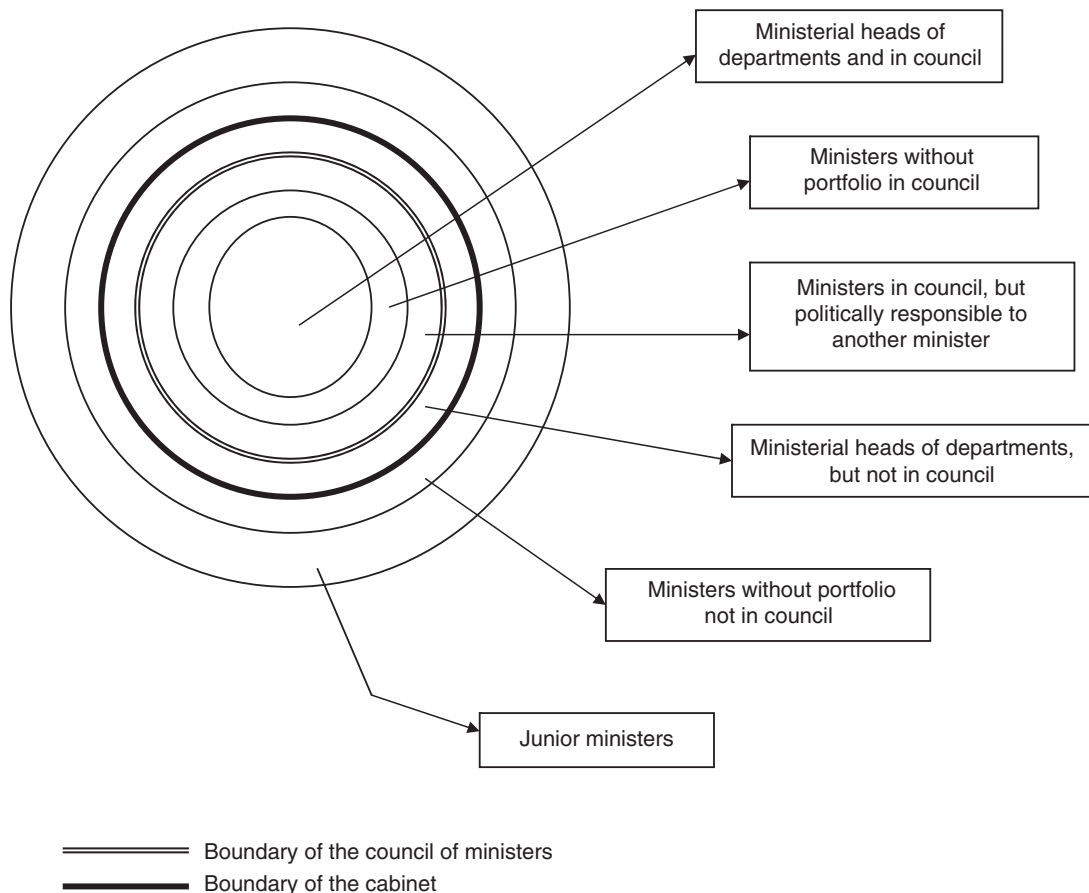 Ministerial heads of
departments and in council
Ministers without
portfolio in council
Ministers in council, but
politically responsible to
another minister
Ministerial heads of departments,
but not in council
Ministers without portfolio
not in council
Junior ministers
Boundary of the council of ministers
Boundary of the cabinet